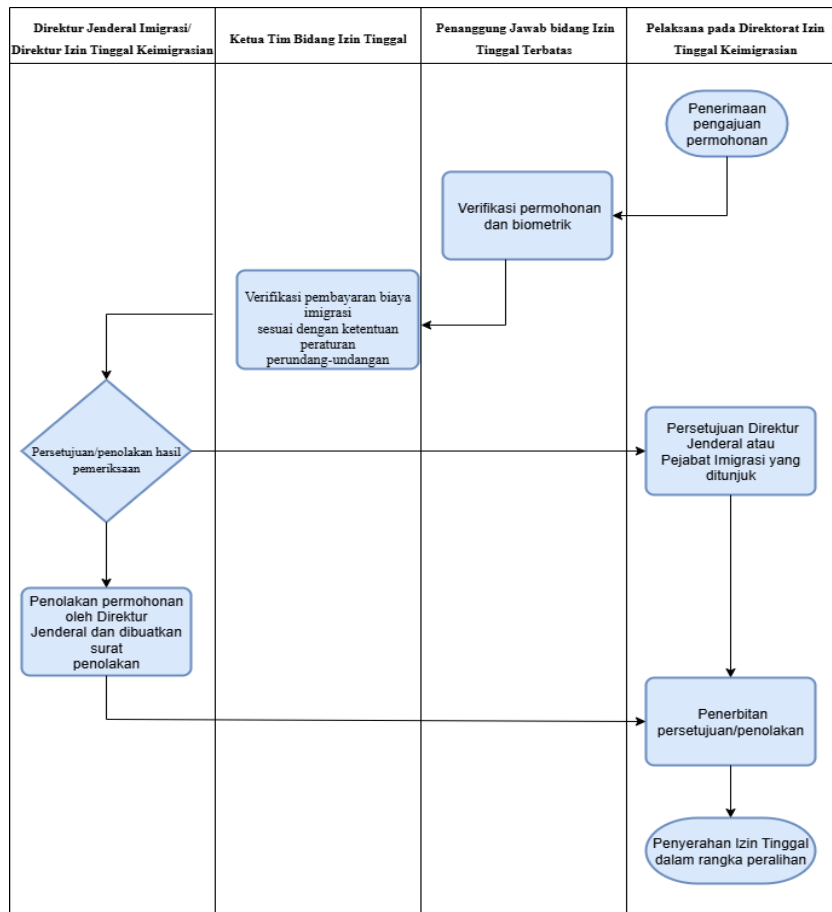 Direktur Jenderal Imigrasi/
Direktur Izin Tinggal Keimigrasian
Ketua Tim Bidang Izin Tinggal
Penanggung Jawab bidang Izin
Tinggal Terbatas
Pelaksana pada Direktorat Izin
Tinggal Keimigrasian
Penerimaan
pengajuan
permohonan
Verifikasi permohonan
dan biometrik
Verifikasi pembayaran biaya
imigrasi
sesuai dengan ketentuan
peraturan
perundang-undangan
Persetujuan/penolakan hasil
pemeriksaan
Persetujuan Direktur
Jenderal atau
Pejabat Imigrasi yang
ditunjuk
Penolakan permohonan
oleh Direktur
Jenderal dan dibuatkan
surat
penolakan
Penerbitan
persetujuan/penolakan
Penyerahan Izin Tinggal
dalam rangka peralihan